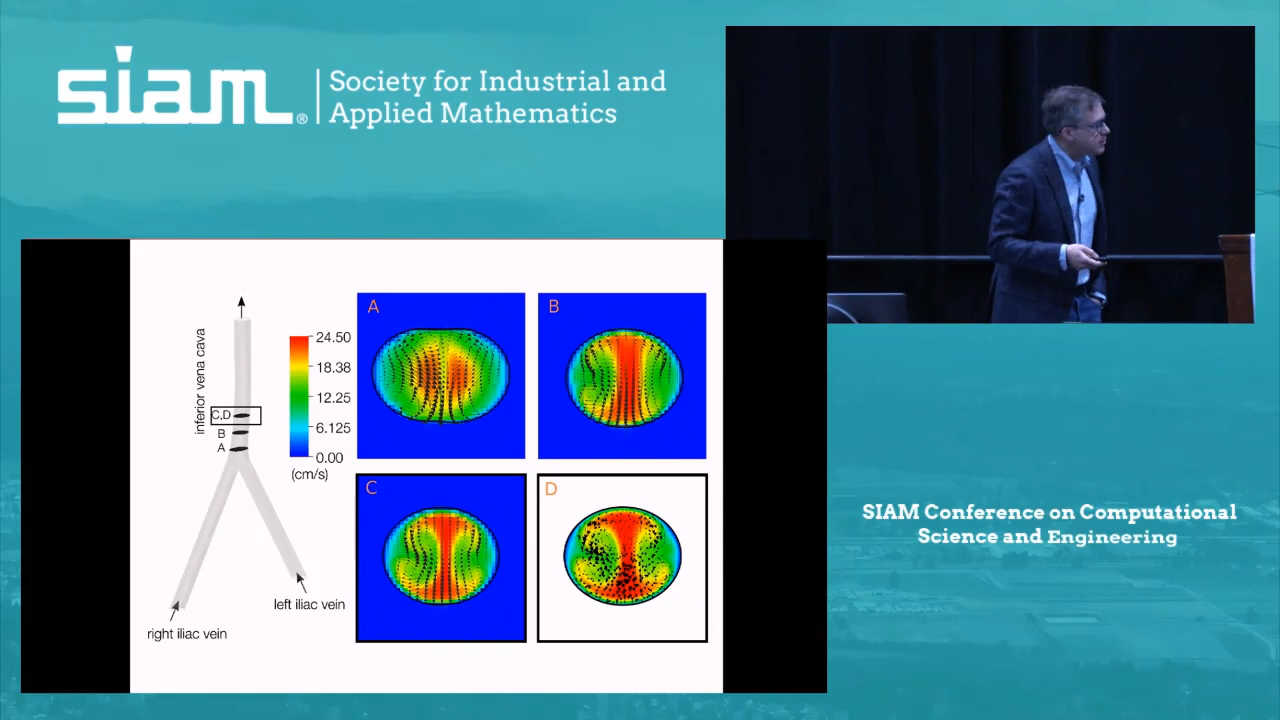 siam
®
Society for Industrial and
Applied Mathematics
inferior vena cava
C,D
B
A
24.50
18.38
12.25
6.125
0.00
(cm/s)
left iliac vein
right iliac vein
A
B
C
D
SIAM Conference on Computational
Science and Engineering